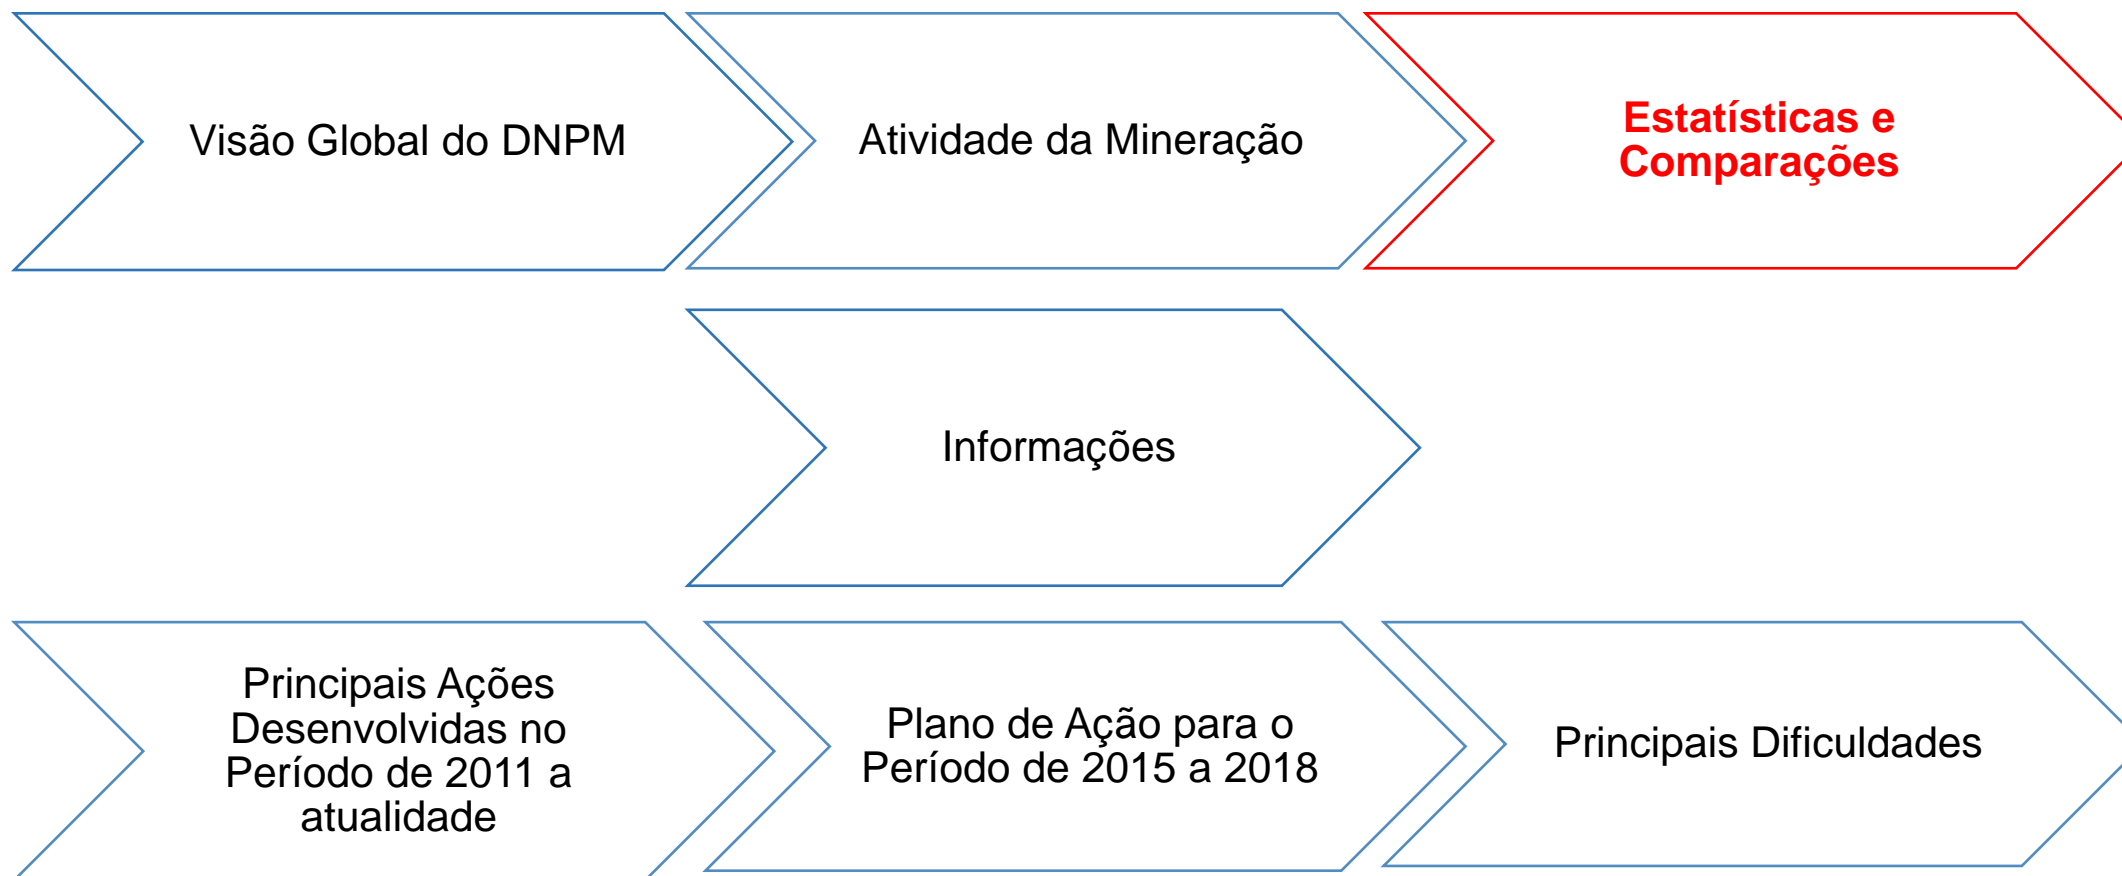 Visão Global do DNPM
Atividade da Mineração
Estatísticas e
Comparações
Informações
Principais Ações
Desenvolvidas no
Período de 2011 a
atualidade
Plano de Ação para o
Período de 2015 a 2018
Principais Dificuldades